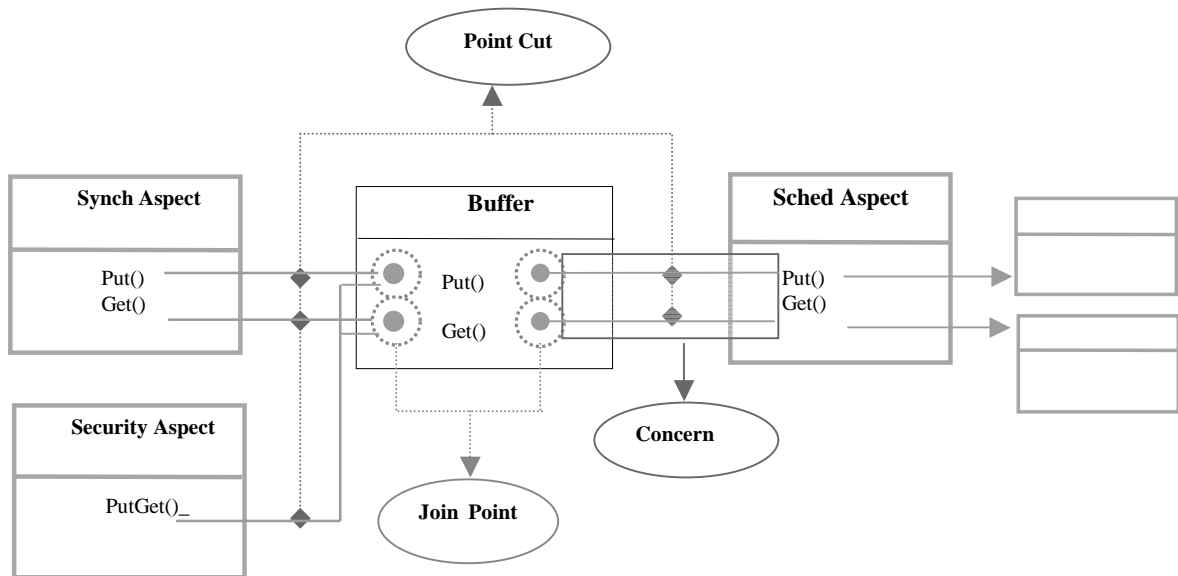 Point Cut
Synch Aspect
Put()
Get()
Buffer
Put()
Get()
Sched Aspect
Put()
Get()
Security Aspect
PutGet()_
Concern
Join Point